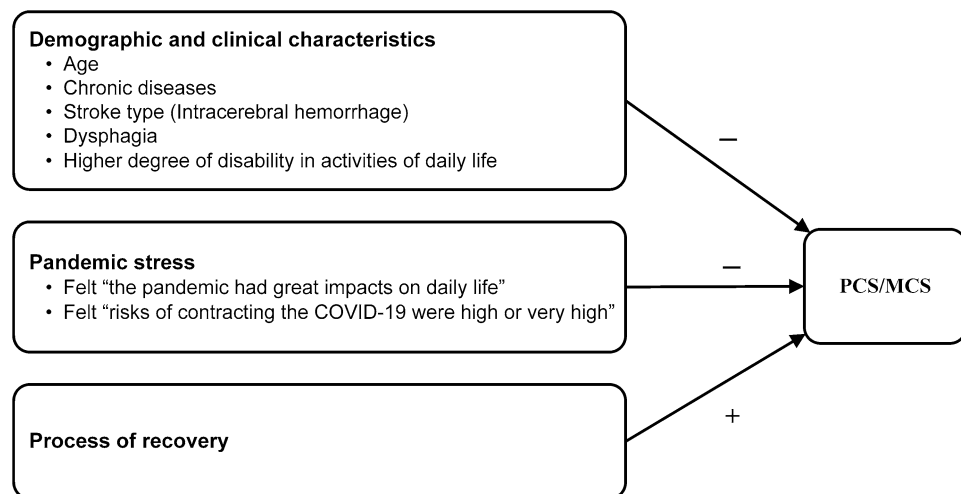 Demographic and clinical characteristics
• Age
• Chronic diseases
• Stroke type (Intracerebral hemorrhage)
• Dysphagia
• Higher degree of disability in activities of daily life
−
Pandemic stress
• Felt “the pandemic had great impacts on daily life”
• Felt “risks of contracting the COVID-19 were high or very high”
−
PCS/MCS
Process of recovery
+